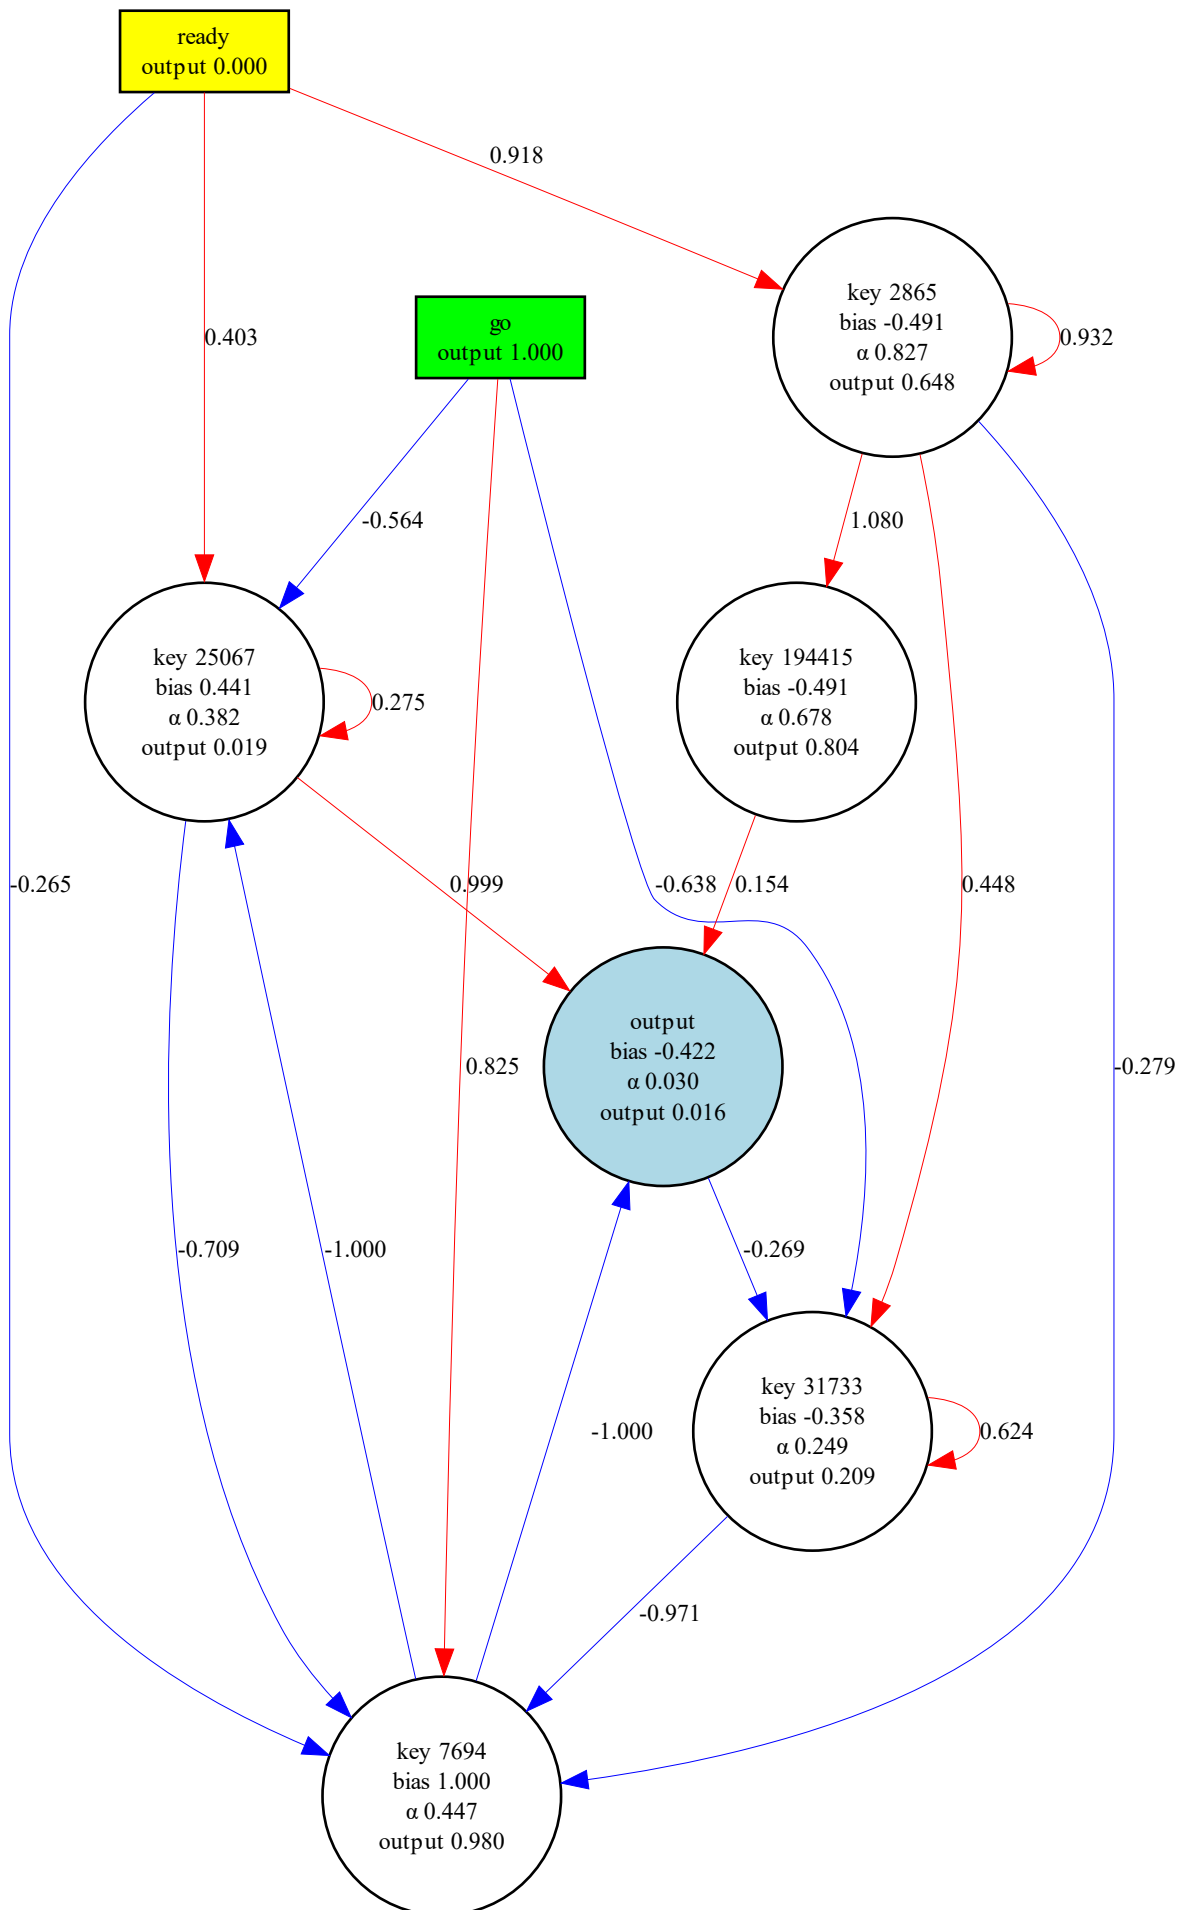 ready
output 0.000
0.918
key 2865
bias -0.491
α 0.827
output 0.648
0.932
go
output 1.000
0.403
-0.564
1.080
key 25067
bias 0.441
α 0.382
output 0.019
0.275
key 194415
bias -0.491
α 0.678
output 0.804
-0.265
0.999
-0.638
0.154
0.448
output
bias -0.422
α 0.030
output 0.016
0.825
-0.279
-0.709
-1.000
-0.269
key 31733
bias -0.358
α 0.249
output 0.209
-1.000
0.624
-0.971
key 7694
bias 1.000
α 0.447
output 0.980